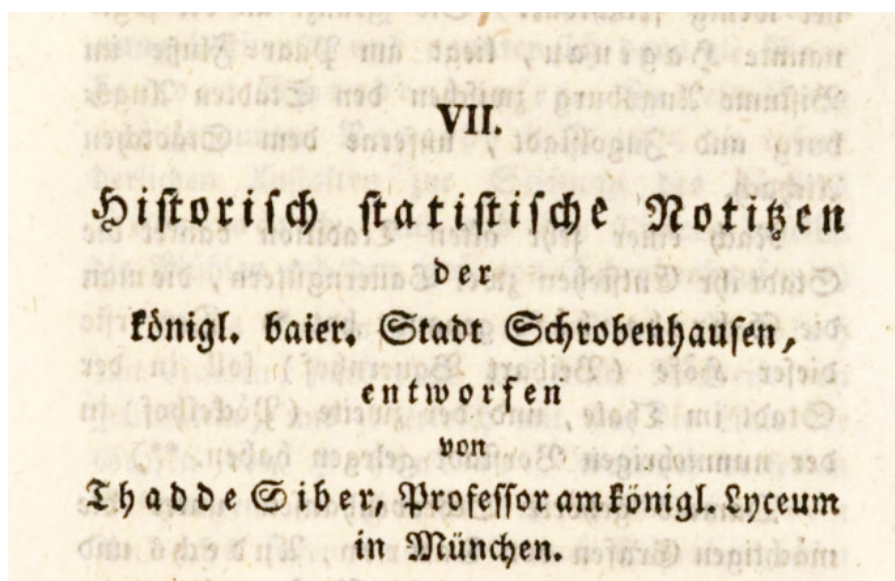 VII.
Hiſtoriſch ſtatiſtiſche Notitzen
der
königl. baier. Stadt Schrobenhauſen,
entworfen
von
Thadde Siber, Profeſſor am königl. Lyceum
in München.